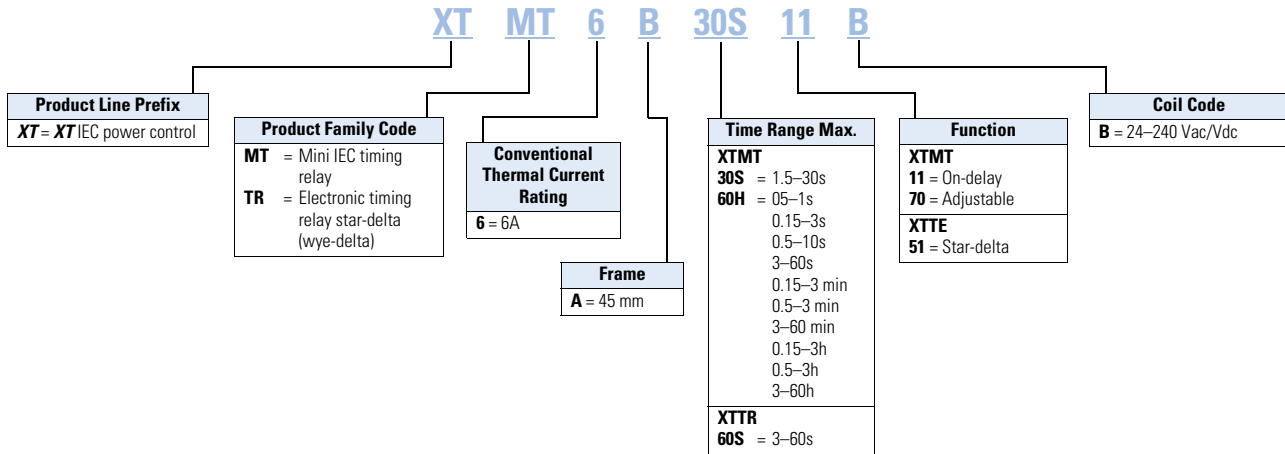 XT MT 6 B 30S 11 B
Product Line Prefix
XT = XT IEC power control
Product Family Code
MT = Mini IEC timing
relay
TR = Electronic timing
relay star-delta
(wye-delta)
Conventional
Thermal Current
Rating
6 = 6A
Frame
A = 45 mm
Time Range Max.
XTMT
30S = 1.5–30s
60H = 05–1s
0.15–3s
0.5–10s
3–60s
0.15–3 min
0.5–3 min
3–60 min
0.15–3h
0.5–3h
3–60h
XTTR
60S = 3–60s
Function
XTMT
11 = On-delay
70 = Adjustable
XTTE
51 = Star-delta
Coil Code
B = 24–240 Vac/Vdc